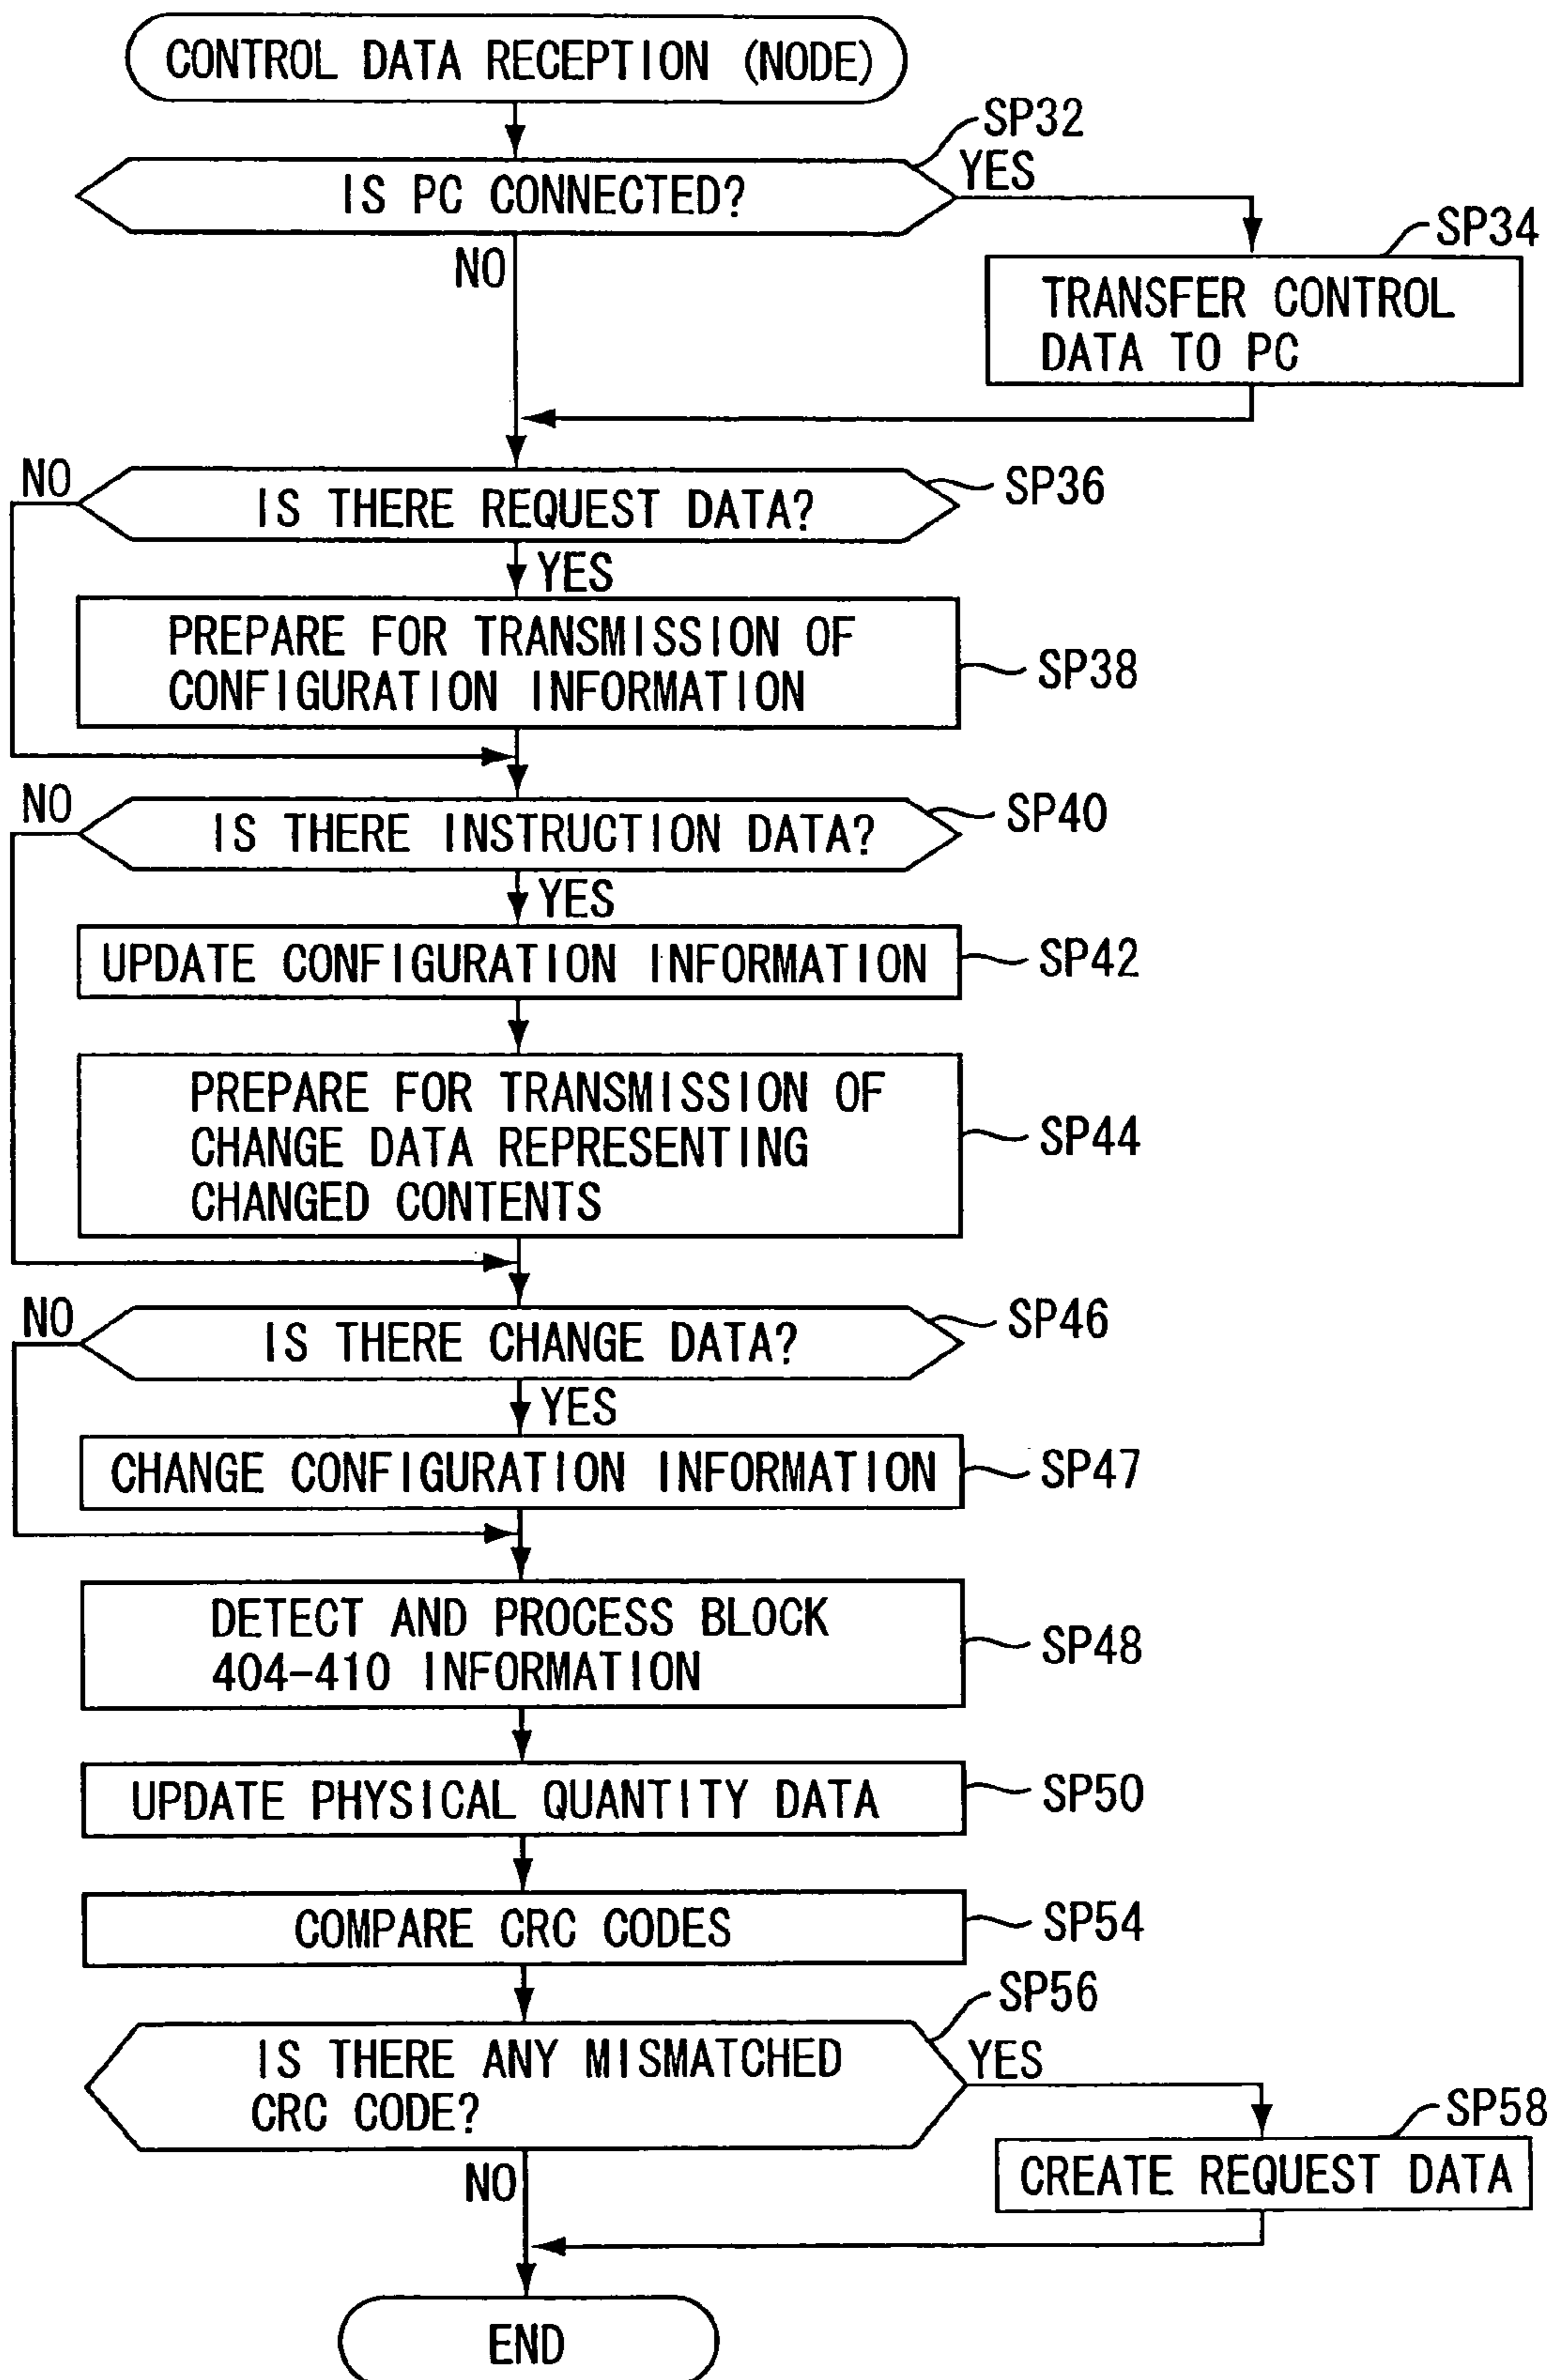 CONTROL DATA RECEPTION (NODE)
SP32
IS PC CONNECTED?
YES
NO
SP34
TRANSFER CONTROL
DATA TO PC
NO
IS THERE REQUEST DATA?
SP36
YES
PREPARE FOR TRANSMISSION OF
CONFIGURATION INFORMATION
SP38
NO
IS THERE INSTRUCTION DATA?
SP40
YES
UPDATE CONFIGURATION INFORMATION
SP42
PREPARE FOR TRANSMISSION OF
CHANGE DATA REPRESENTING
CHANGED CONTENTS
SP44
NO
IS THERE CHANGE DATA?
SP46
YES
CHANGE CONFIGURATION INFORMATION
SP47
DETECT AND PROCESS BLOCK
404-410 INFORMATION
SP48
UPDATE PHYSICAL QUANTITY DATA
SP50
COMPARE CRC CODES
SP54
SP56
IS THERE ANY MISMATCHED
CRC CODE?
YES
NO
SP58
CREATE REQUEST DATA
END